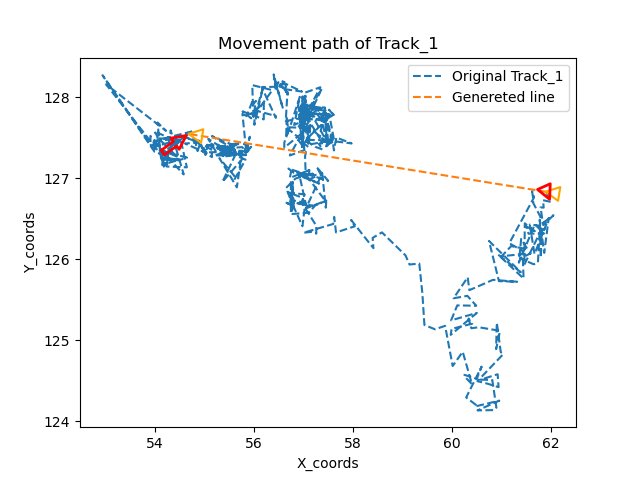 Movement path of Track_1
Original Track_1
Genereted line
128
127
126
125
124
Y_coords
54
56
58
60
62
X_coords